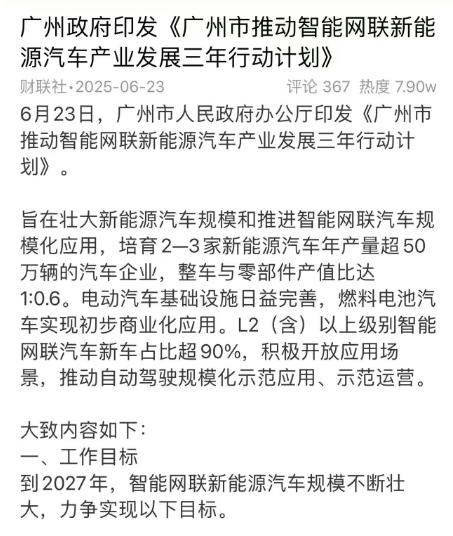 广州政府印发《广州市推动智能网联新能
源汽车产业发展三年行动计划》
财联社·2025-06-23 评论 367 热度 7.90w
6月23日，广州市人民政府办公厅印发《广州市
推动智能网联新能源汽车产业发展三年行动计
划》。
旨在壮大新能源汽车规模和推进智能网联汽车规
模化应用，培育2—3家新能源汽车年产量超50
万辆的汽车企业，整车与零部件产值比达
1:0.6。电动汽车基础设施日益完善，燃料电池汽
车实现初步商业化应用。L2（含）以上级别智能
网联汽车新车占比超90%，积极开放应用场
景，推动自动驾驶规模化示范应用、示范运营。
大致内容如下：
一、工作目标
到2027年，智能网联新能源汽车规模不断壮
大，力争实现以下目标。